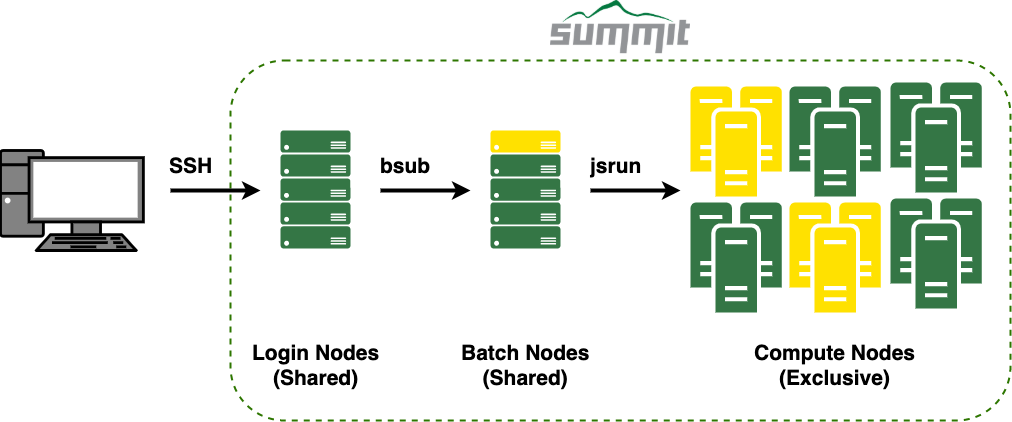 summit
SSH
bsub
jsrun
Login Nodes
(Shared)
Batch Nodes
(Shared)
Compute Nodes
(Exclusive)